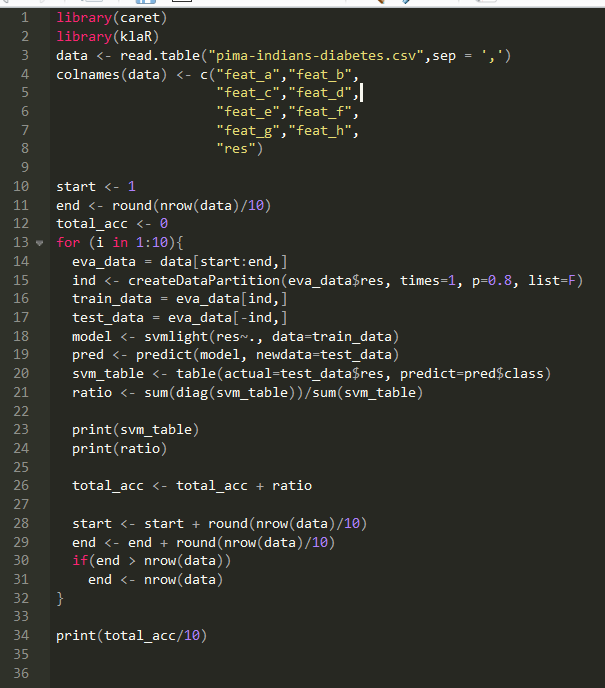 1 library(caret)
2 library(klaR)
3 data <- read.table("pima-indians-diabetes.csv",sep = ',')
4 colnames(data) <- c("feat_a","feat_b",
5                     "feat_c","feat_d",
6                     "feat_e","feat_f",
7                     "feat_g","feat_h",
8                     "res")
9
10 start <- 1
11 end <- round(nrow(data)/10)
12 total_acc <- 0
13 for (i in 1:10){
14   eva_data = data[start:end,]
15   ind <- createDataPartition(eva_data$res, times=1, p=0.8, list=F)
16   train_data = eva_data[ind,]
17   test_data = eva_data[-ind,]
18   model <- svmlight(res~., data=train_data)
19   pred <- predict(model, newdata=test_data)
20   svm_table <- table(actual=test_data$res, predict=pred$class)
21   ratio <- sum(diag(svm_table))/sum(svm_table)
22
23   print(svm_table)
24   print(ratio)
25
26   total_acc <- total_acc + ratio
27
28   start <- start + round(nrow(data)/10)
29   end <- end + round(nrow(data)/10)
30   if(end > nrow(data))
31     end <- nrow(data)
32 }
33
34 print(total_acc/10)
35
36